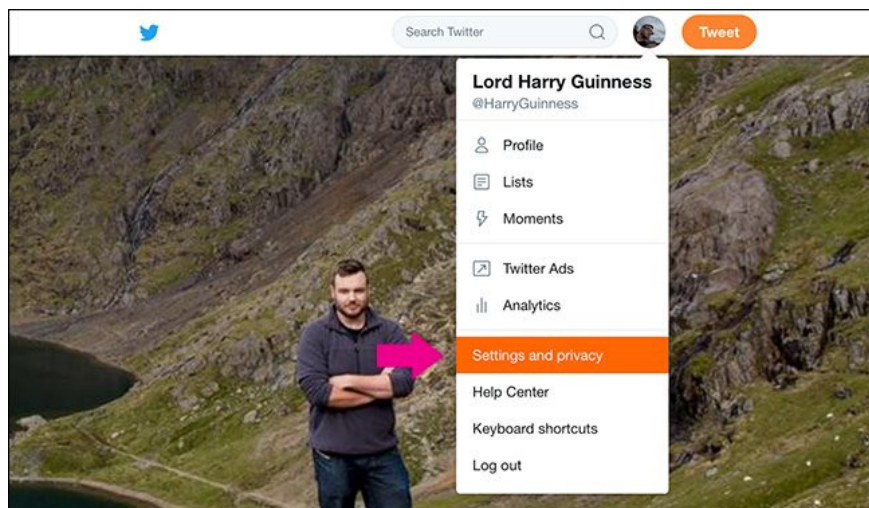 Search Twitter
Tweet
Lord Harry Guinness
@HarryGuinness
Profile
Lists
Moments
Twitter Ads
Analytics
Settings and privacy
Help Center
Keyboard shortcuts
Log out